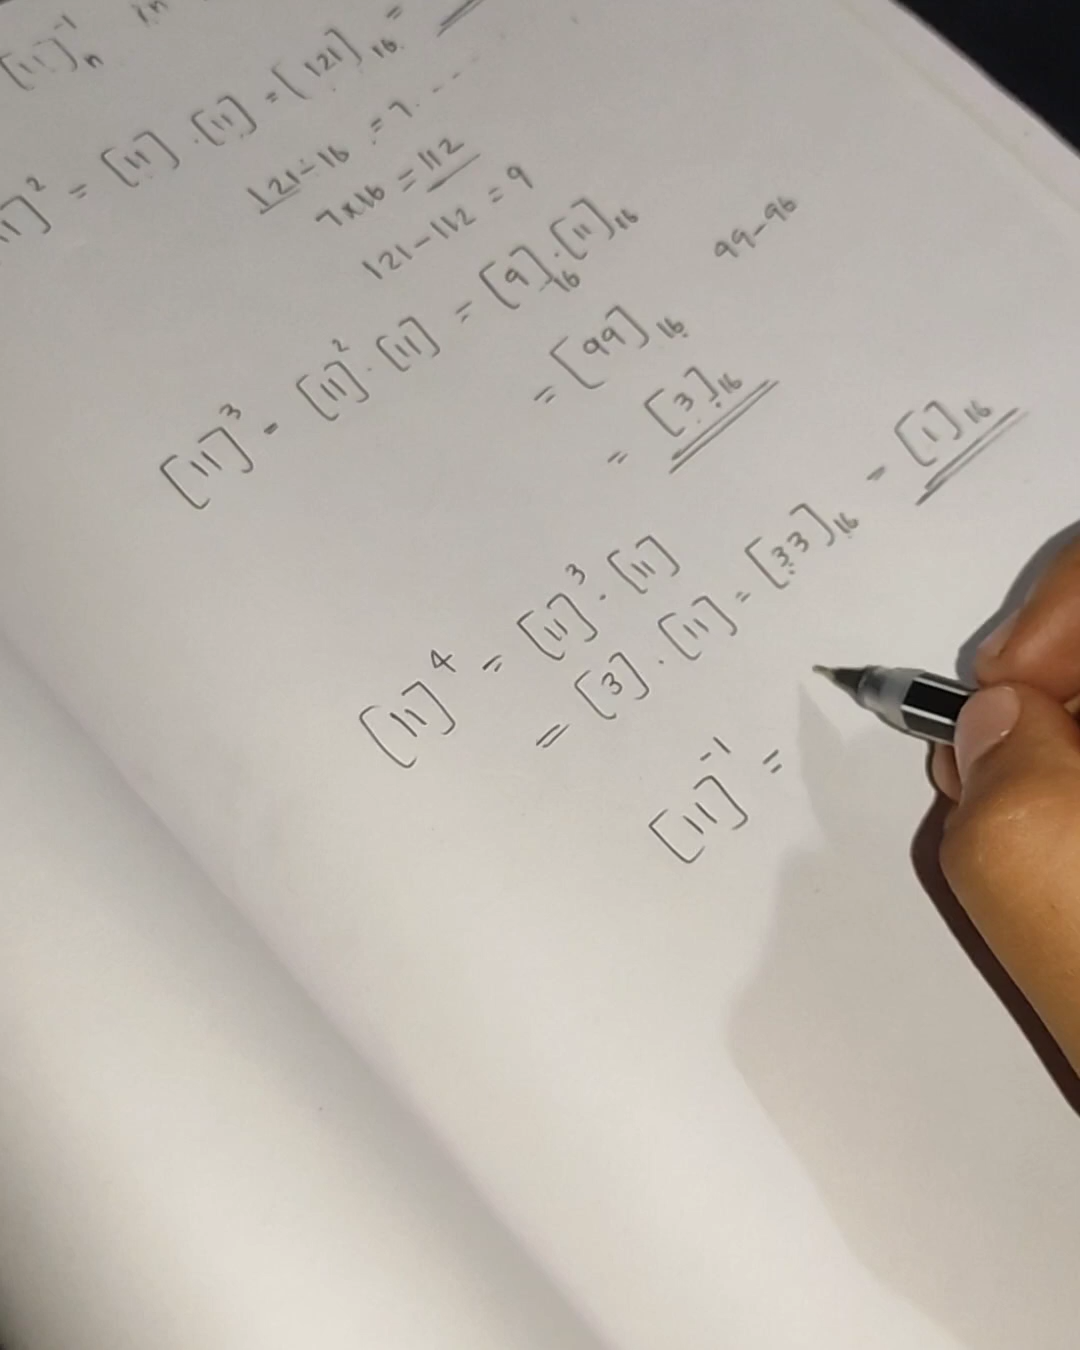 [11]ₙ⁻¹ in
11]² = [11] · [11] = [121]₁₆ =
121÷16 = 7. ...
7×16 = 112
121-112 = 9
[11]³ = [11]² · [11] = [9]₁₆ · [11]₁₆
99-96
= [99]₁₆
= [3]₁₆
[11]⁴ = [11]³ · [11]
= [3] · [11] = [33]₁₆ = [1]₁₆
[11]⁻¹ =